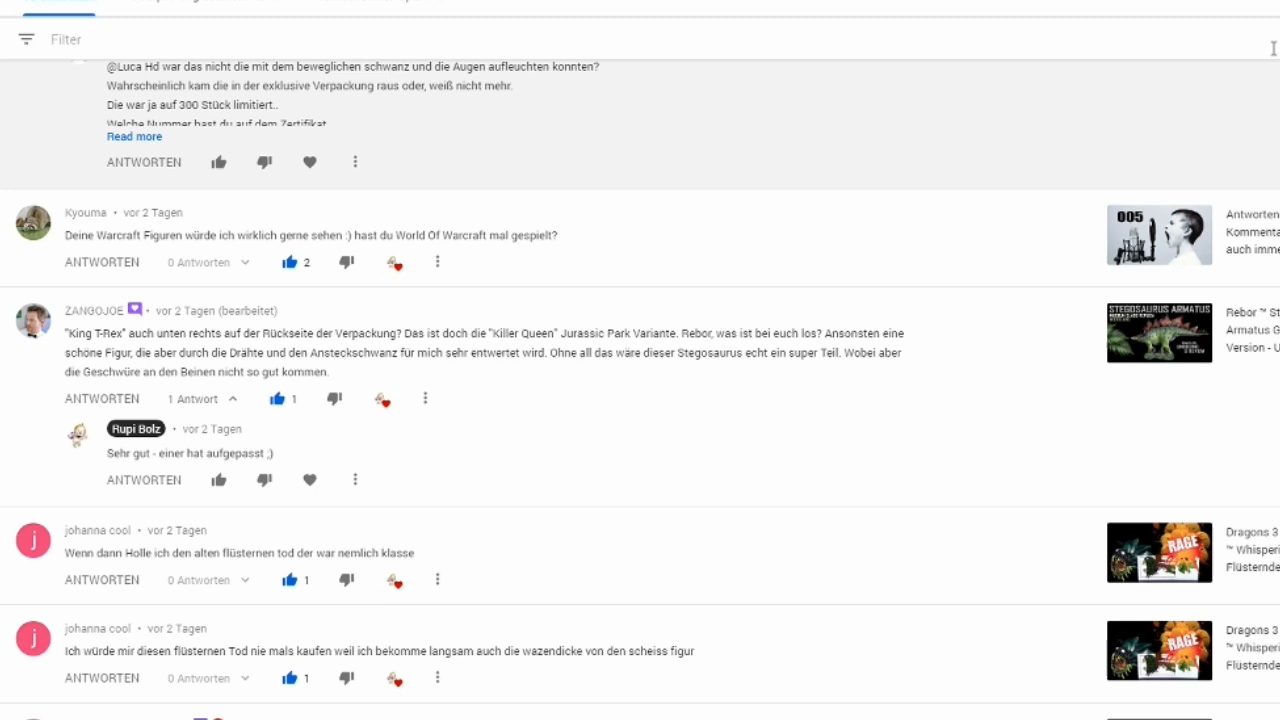 Filter
@Luca Hd war das nicht die mit dem beweglichen schwanz und die Augen aufleuchten konnten?
Wahrscheinlich kam die in der exklusive Verpackung raus oder, weiß nicht mehr.
Die war ja auf 300 Stück limitiert..
Welche Nummer hast du auf dem Zertifikat
Read more
ANTWORTEN
Kyouma • vor 2 Tagen
Deine Warcraft Figuren würde ich wirklich gerne sehen :) hast du World Of Warcraft mal gespielt?
ANTWORTEN 0 Antworten 2
005
Antworten
Kommenta
auch imme
ZANGOJOE • vor 2 Tagen (bearbeitet)
"King T-Rex" auch unten rechts auf der Rückseite der Verpackung? Das ist doch die "Killer Queen" Jurassic Park Variante. Rebor, was ist bei euch los? Ansonsten eine
schöne Figur, die aber durch die Drähte und den Ansteckschwanz für mich sehr entwertet wird. Ohne all das wäre dieser Stegosaurus echt ein super Teil. Wobei aber
die Geschwüre an den Beinen nicht so gut kommen.
ANTWORTEN 1 Antwort 1
STEGOSAURUS ARMATUS
Rebor ™ St
Armatus G
Version - U
Rupi Bolz • vor 2 Tagen
Sehr gut - einer hat aufgepasst ;)
ANTWORTEN
j
johanna cool • vor 2 Tagen
Wenn dann Holle ich den alten flüsternen tod der war nemlich klasse
ANTWORTEN 0 Antworten 1
RAGE
Dragons 3
™ Whisperi
Flüsternde
j
johanna cool • vor 2 Tagen
Ich würde mir diesen flüsternen Tod nie mals kaufen weil ich bekomme langsam auch die wazendicke von den scheiss figur
ANTWORTEN 0 Antworten 1
RAGE
Dragons 3
™ Whisperi
Flüsternde